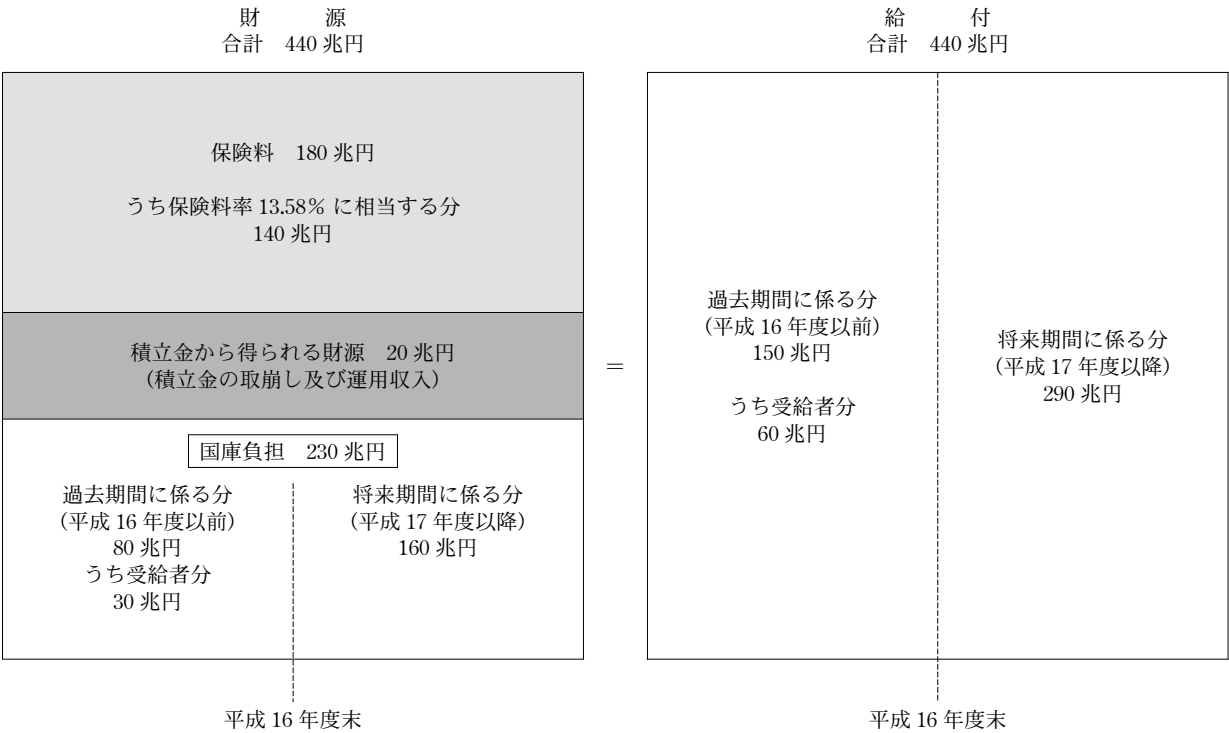 財　源
合計　440 兆円
保険料　180 兆円
うち保険料率 13.58% に相当する分
140 兆円
積立金から得られる財源　20 兆円
(積立金の取崩し及び運用収入)
国庫負担　230 兆円
過去期間に係る分
(平成 16 年度以前)
80 兆円
うち受給者分
30 兆円
将来期間に係る分
(平成 17 年度以降)
160 兆円
平成 16 年度末
=
給　付
合計　440 兆円
過去期間に係る分
(平成 16 年度以前)
150 兆円
うち受給者分
60 兆円
将来期間に係る分
(平成 17 年度以降)
290 兆円
平成 16 年度末